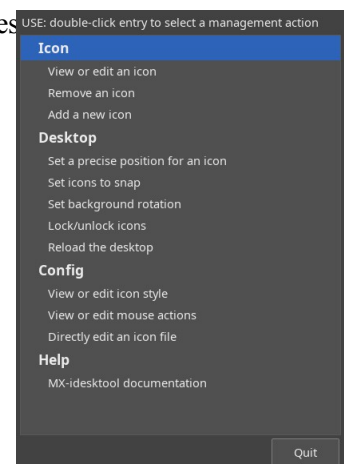 es
USE: double-click entry to select a management action
Icon
View or edit an icon
Remove an icon
Add a new icon
Desktop
Set a precise position for an icon
Set icons to snap
Set background rotation
Lock/unlock icons
Reload the desktop
Config
View or edit icon style
View or edit mouse actions
Directly edit an icon file
Help
MX-idesktool documentation
Quit